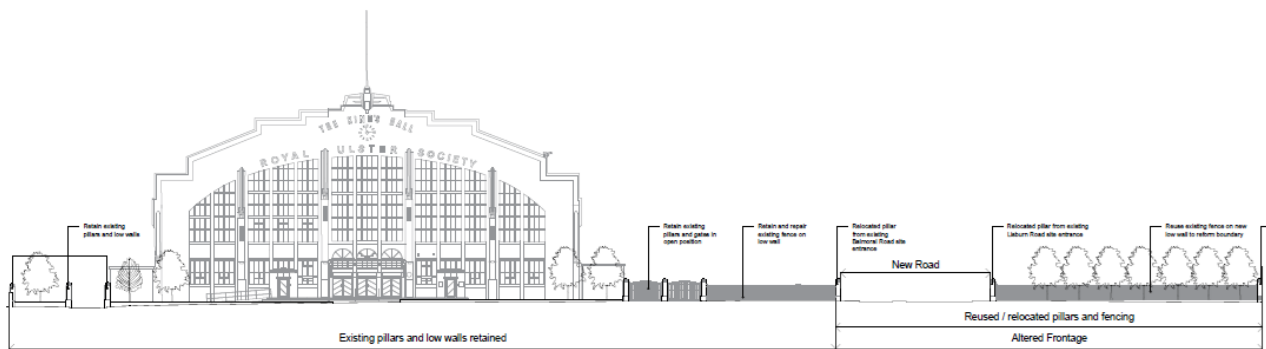 THE KING'S HALL
ROYAL ULSTER SOCIETY
Retain existing
pillars and low walls
Retain existing
pillars and gates in
open position
Retain and repair
existing fence on
low wall
Relocated pillar
from existing
Balmoral Road site
entrance
Relocated pillar from existing
Lisburn Road site entrance
Reuse existing fence on new
low wall to reform boundary
New Road
Reused / relocated pillars and fencing
Existing pillars and low walls retained
Altered Frontage